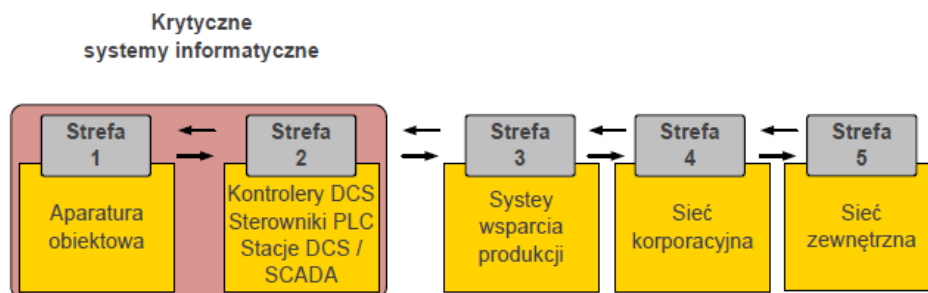 Krytyczne
systemy informatyczne
Strefa
1
Aparatura
obiektowa
Strefa
2
Kontrolery DCS
Sterowniki PLC
Stacje DCS /
SCADA
Strefa
3
Systey
wsparcia
produkcji
Strefa
4
Sieć
korporacyjna
Strefa
5
Sieć
zewnętrzna